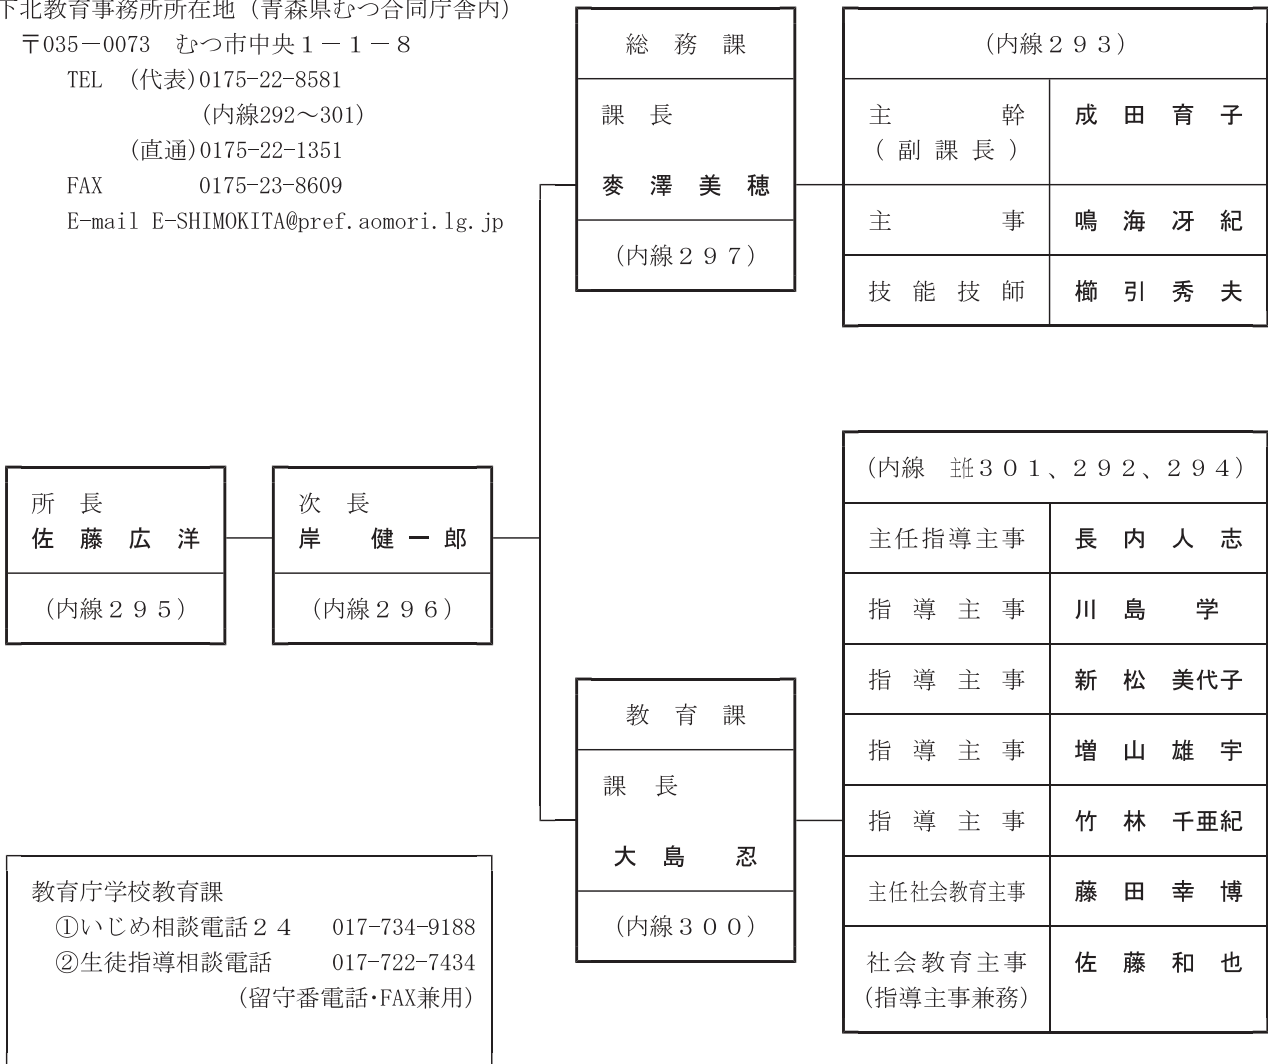 下北教育事務所所在地（青森県むつ合同庁舎内）
〒035－0073　むつ市中央１－１－８
TEL　(代表)0175-22-8581
(内線292～301)
(直通)0175-22-1351
FAX　0175-23-8609
E-mail E-SHIMOKITA@pref.aomori.lg.jp
所　長
佐　藤　広　洋
（内線２９５）
次　長
岸　　健一郎
（内線２９６）
総　務　課
課　長
麥　澤　美　穂
（内線２９７）
（内線２９３）
主　　　幹　成　田　育　子
（副課長）
主　　　事　鳴　海　冴　紀
技　能　技　師　櫛　引　秀　夫
教　育　課
課　長
大　島　　忍
（内線３００）
（内線　３０１、２９２、２９４）
主任指導主事　長　内　人　志
指　導　主　事　川　島　　学
指　導　主　事　新　松　美代子
指　導　主　事　増　山　雄　宇
指　導　主　事　竹　林　千亜紀
主任社会教育主事　藤　田　幸　博
社会教育主事　佐　藤　和　也
(指導主事兼務)
教育庁学校教育課
①いじめ相談電話２４　017-734-9188
②生徒指導相談電話　017-722-7434
(留守番電話・FAX兼用)